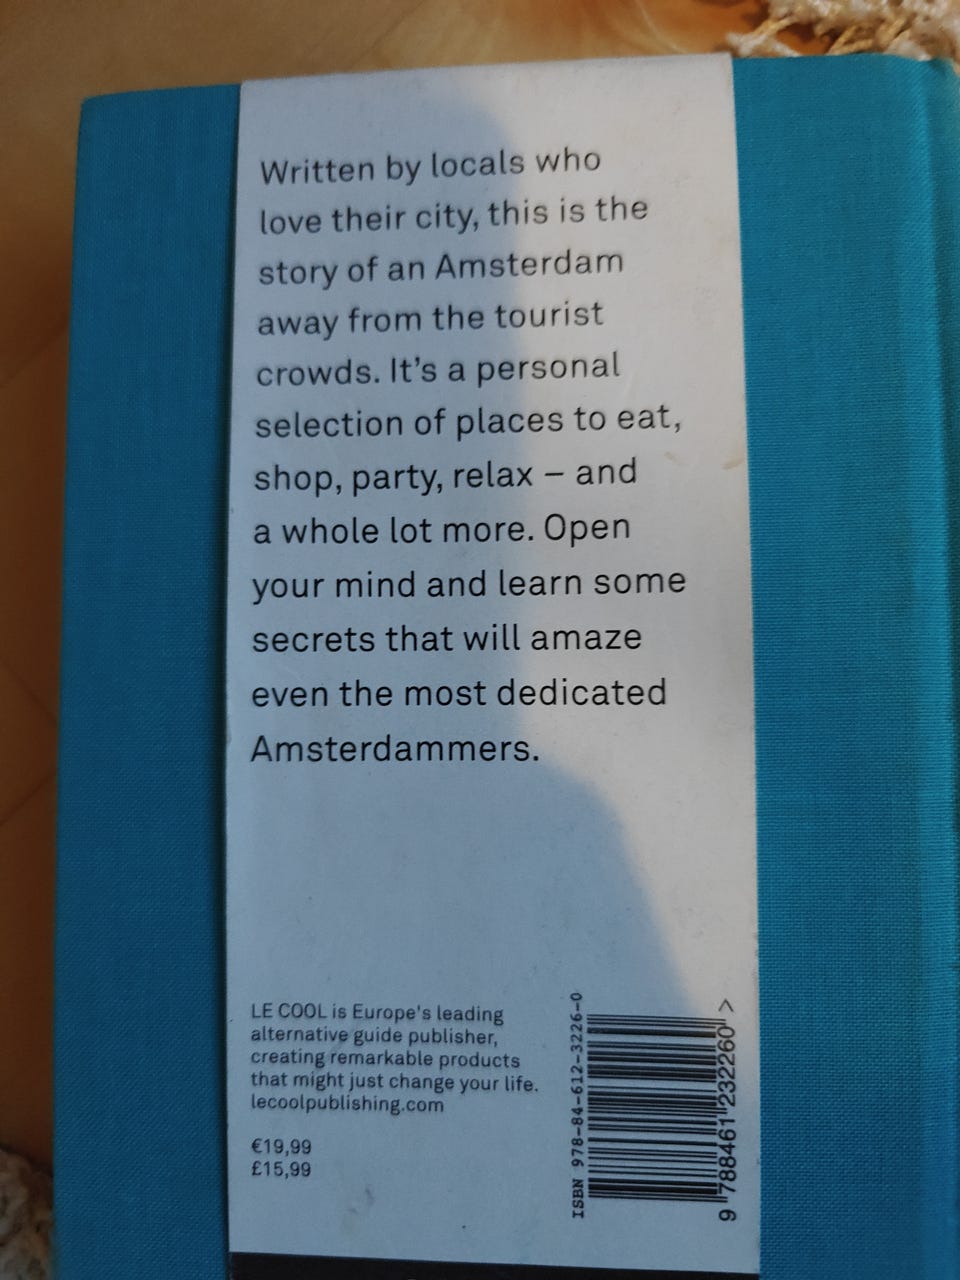 Written by locals who
love their city, this is the
story of an Amsterdam
away from the tourist
crowds. It's a personal
selection of places to eat,
shop, party, relax – and
a whole lot more. Open
your mind and learn some
secrets that will amaze
even the most dedicated
Amsterdammers.
LE COOL is Europe's leading
alternative guide publisher,
creating remarkable products
that might just change your life.
lecoolpublishing.com
€19,99
£15,99
ISBN 978-84-612-3226-0
9 788461 232260 >